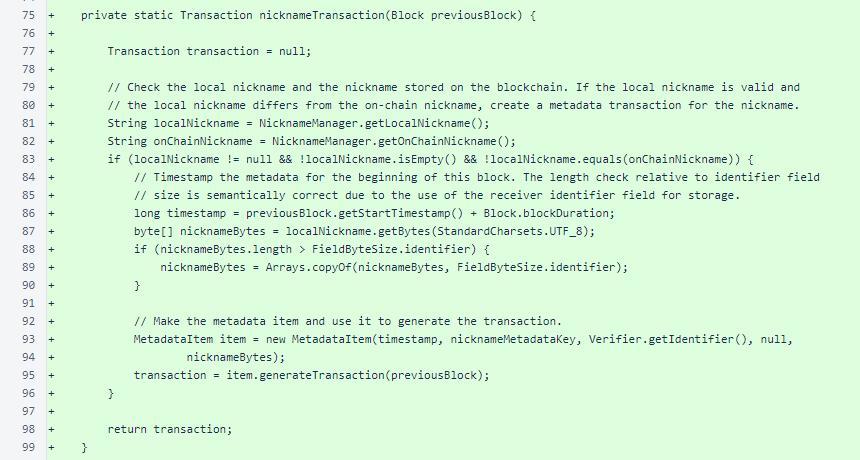 75 + private static Transaction nicknameTransaction(Block previousBlock) {
76 +
77 + Transaction transaction = null;
78 +
79 + // Check the local nickname and the nickname stored on the blockchain. If the local nickname is valid and
80 + // the local nickname differs from the on-chain nickname, create a metadata transaction for the nickname.
81 + String localNickname = NicknameManager.getLocalNickname();
82 + String onChainNickname = NicknameManager.getOnChainNickname();
83 + if (localNickname != null && !localNickname.isEmpty() && !localNickname.equals(onChainNickname)) {
84 + // Timestamp the metadata for the beginning of this block. The length check relative to identifier field
85 + // size is semantically correct due to the use of the receiver identifier field for storage.
86 + long timestamp = previousBlock.getStartTimestamp() + Block.blockDuration;
87 + byte[] nicknameBytes = localNickname.getBytes(StandardCharsets.UTF_8);
88 + if (nicknameBytes.length > FieldByteSize.identifier) {
89 + nicknameBytes = Arrays.copyOf(nicknameBytes, FieldByteSize.identifier);
90 + }
91 +
92 + // Make the metadata item and use it to generate the transaction.
93 + MetadataItem item = new MetadataItem(timestamp, nicknameMetadataKey, Verifier.getIdentifier(), null,
94 + nicknameBytes);
95 + transaction = item.generateTransaction(previousBlock);
96 + }
97 +
98 + return transaction;
99 + }